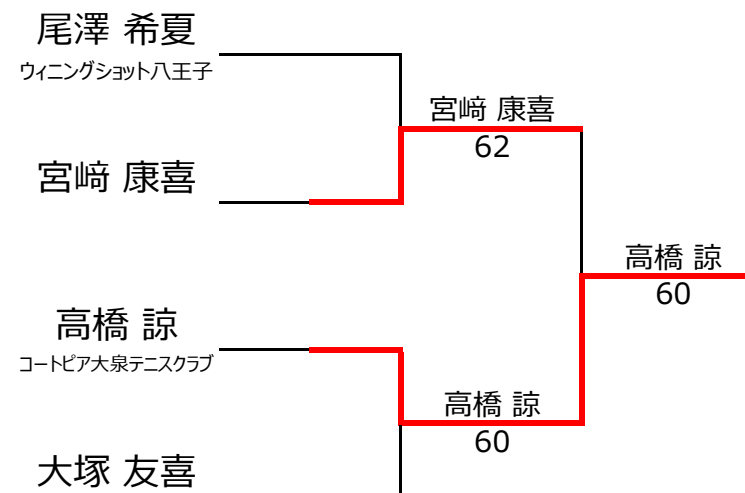 尾澤 希夏
ウィニングショット八王子
宮﨑 康喜
62
宮﨑 康喜
高橋 諒
60
高橋 諒
コートピア大泉テニスクラブ
高橋 諒
60
大塚 友喜